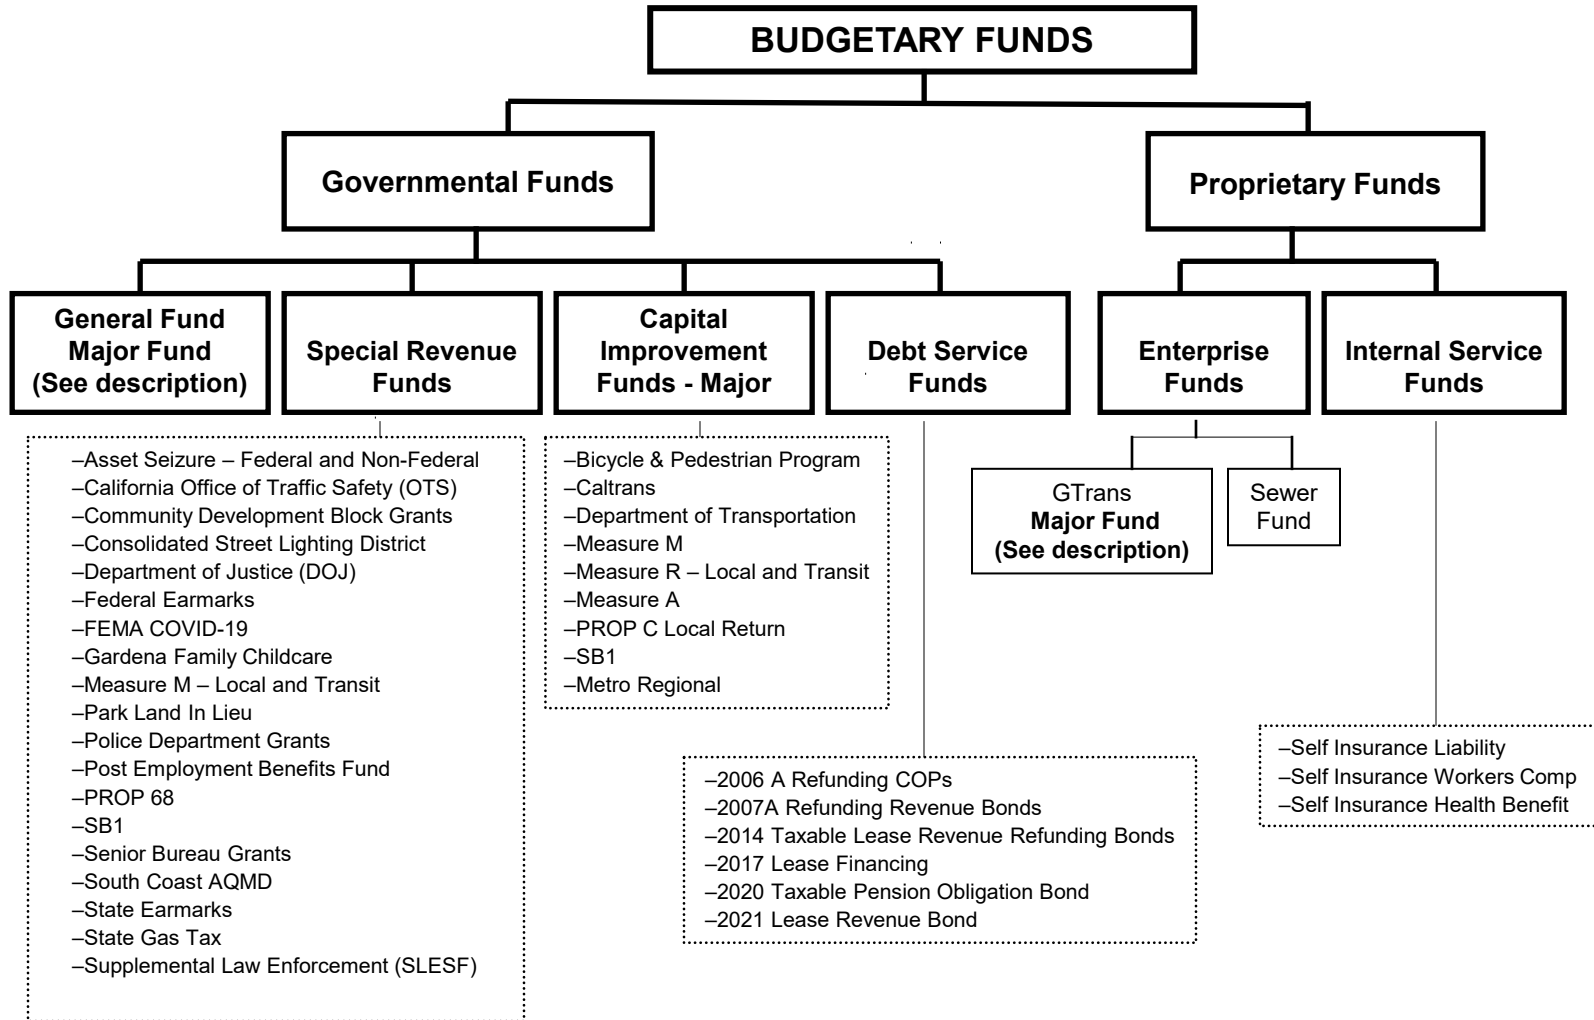 BUDGETARY FUNDS
Governmental Funds
Proprietary Funds
General Fund
Major Fund
(See description)
Special Revenue
Funds
Capital
Improvement
Funds - Major
Debt Service
Funds
Enterprise
Funds
Internal Service
Funds
–Asset Seizure – Federal and Non-Federal
–California Office of Traffic Safety (OTS)
–Community Development Block Grants
–Consolidated Street Lighting District
–Department of Justice (DOJ)
–Federal Earmarks
–FEMA COVID-19
–Gardena Family Childcare
–Measure M – Local and Transit
–Park Land In Lieu
–Police Department Grants
–Post Employment Benefits Fund
–PROP 68
–SB1
–Senior Bureau Grants
–South Coast AQMD
–State Earmarks
–State Gas Tax
–Supplemental Law Enforcement (SLESF)
–Bicycle & Pedestrian Program
–Caltrans
–Department of Transportation
–Measure M
–Measure R – Local and Transit
–Measure A
–PROP C Local Return
–SB1
–Metro Regional
–2006 A Refunding COPs
–2007A Refunding Revenue Bonds
–2014 Taxable Lease Revenue Refunding Bonds
–2017 Lease Financing
–2020 Taxable Pension Obligation Bond
–2021 Lease Revenue Bond
GTrans
Major Fund
(See description)
Sewer
Fund
–Self Insurance Liability
–Self Insurance Workers Comp
–Self Insurance Health Benefit